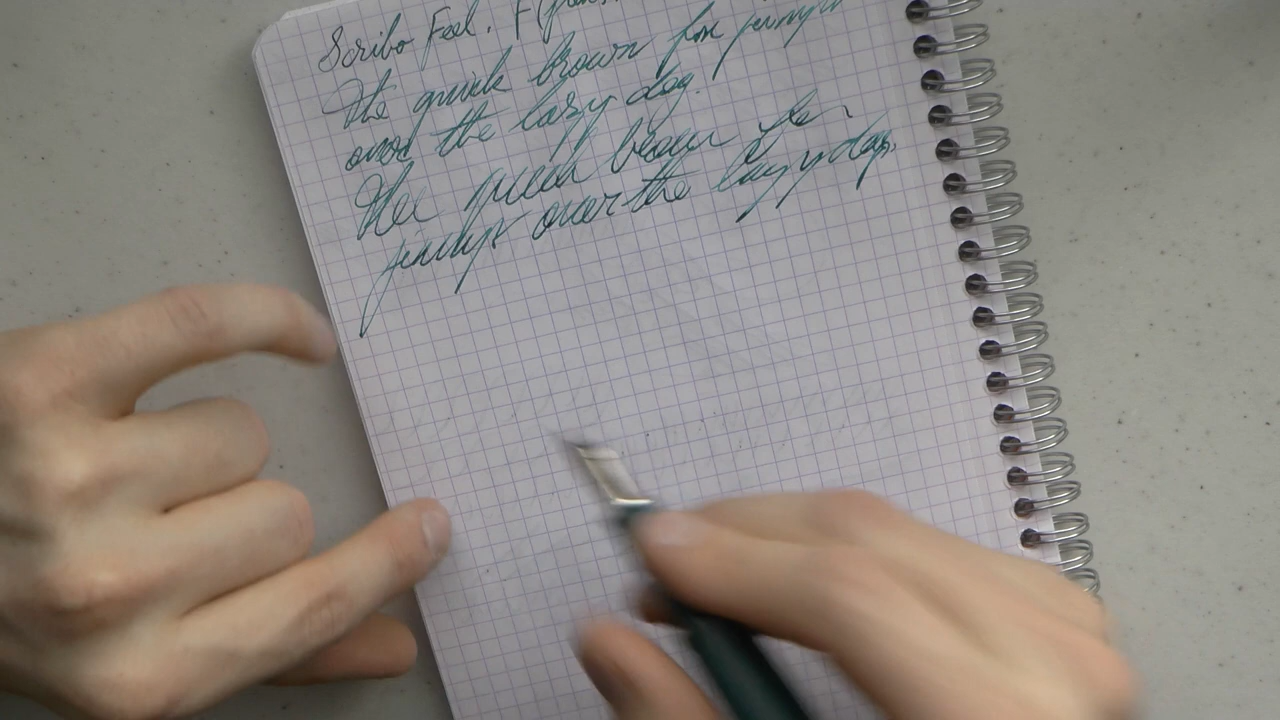 Scribo Feel. F
The quick brown fox jumps
over the lazy dog.
The quick brown fox
jumps over the lazy dog.